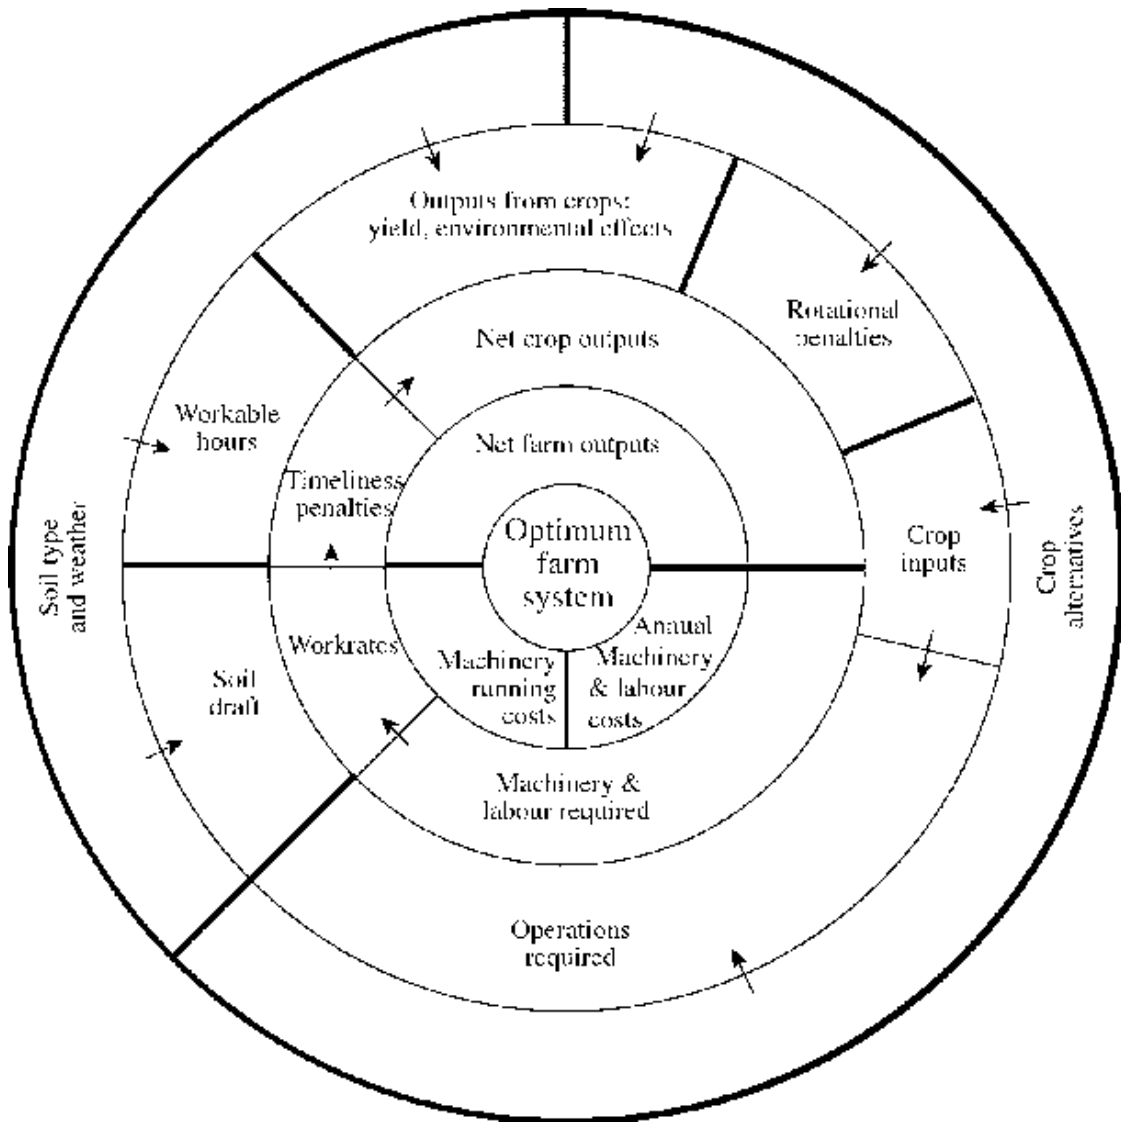 Outputs from crops:
yield, environmental effects
Rotational
penalties
Net crop outputs
Workable
hours
Net farm outputs
Timeliness
penalties
Soil type
and weather
Optimum
farm
system
Crop
inputs
Crop
alternatives
Workrates
Soil
draft
Machinery
running
costs
Anaual
Machinery
& labour
costs
Machinery &
labour required
Operations
required